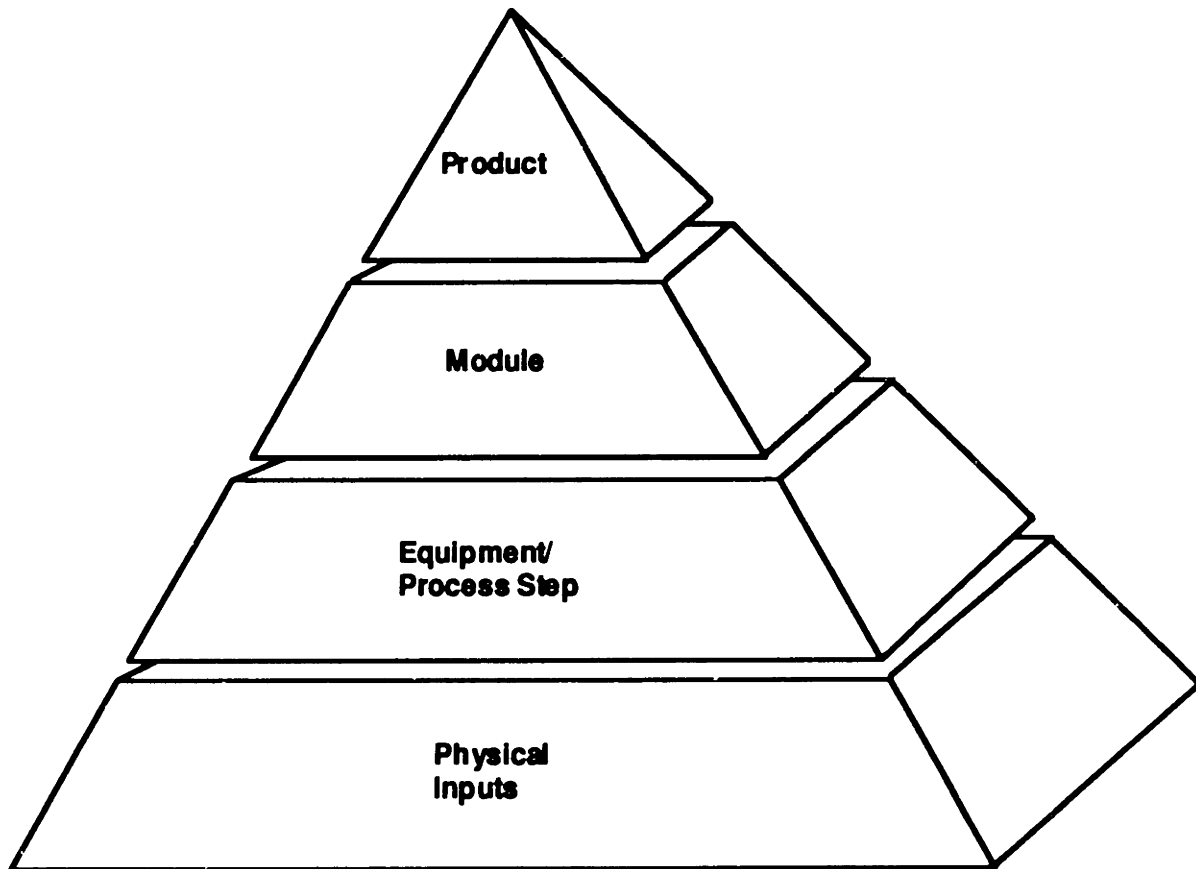 Product
Module
Equipment/
Process Step
Physical
Inputs